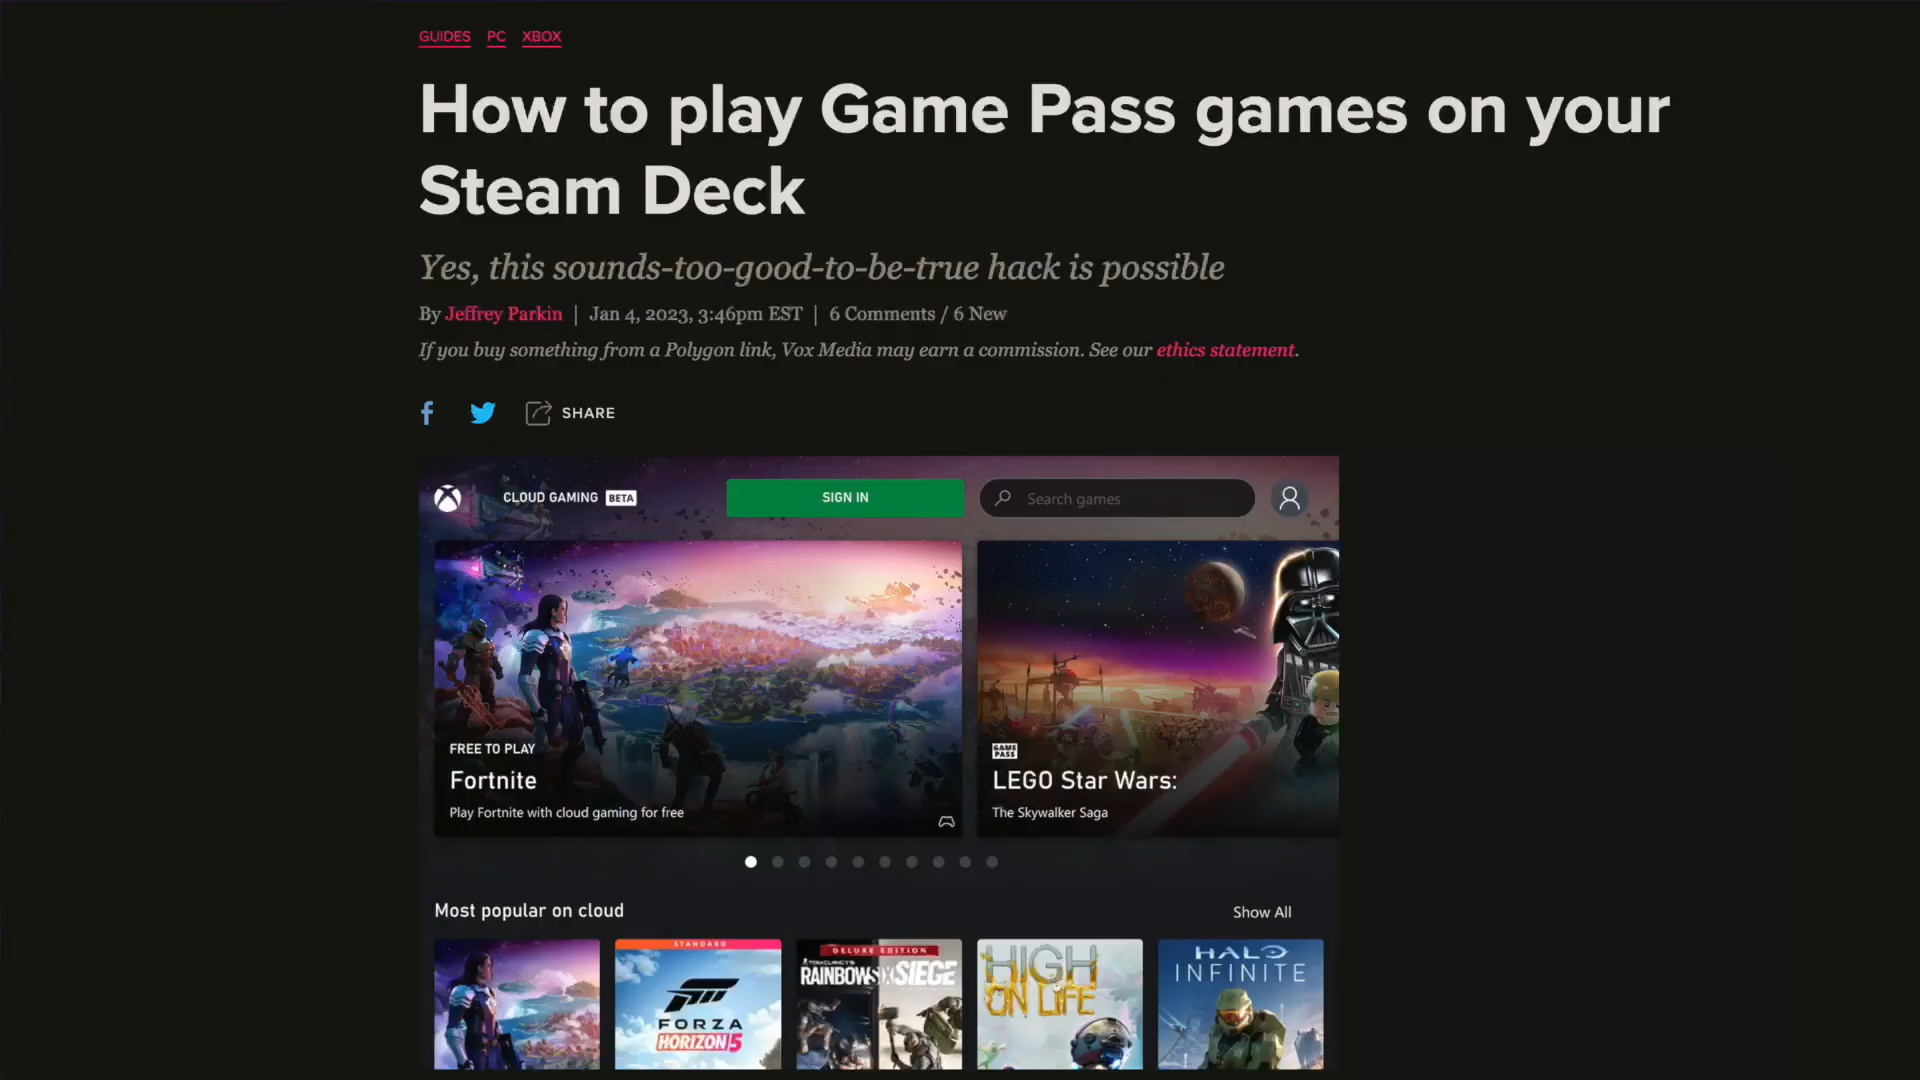 GUIDES PC XBOX
How to play Game Pass games on your
Steam Deck
Yes, this sounds-too-good-to-be-true hack is possible
By Jeffrey Parkin | Jan 4, 2023, 3:46pm EST | 6 Comments / 6 New
If you buy something from a Polygon link, Vox Media may earn a commission. See our ethics statement.
SHARE
CLOUD GAMING BETA
SIGN IN
Search games
FREE TO PLAY
Fortnite
Play Fortnite with cloud gaming for free
GAME
PASS
LEGO Star Wars:
The Skywalker Saga
Most popular on cloud
Show All
STANDARD
FORZA
HORIZON 5
DELUXE EDITION
TOM CLANCY'S
RAINBOW SIX SIEGE
HIGH
ON LIFE
HALO
INFINITE